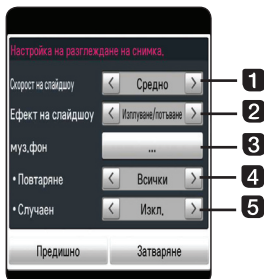 Настройка на разглеждане на снимка.
Скорост на слайдшоу < Средно > 1
Ефект на слайдшоу < Изплуване/потъване > 2
муз.фон ... 3
• Повтаряне < Всички > 4
• Случаен < Изкл. > 5
Предишно Затваряне